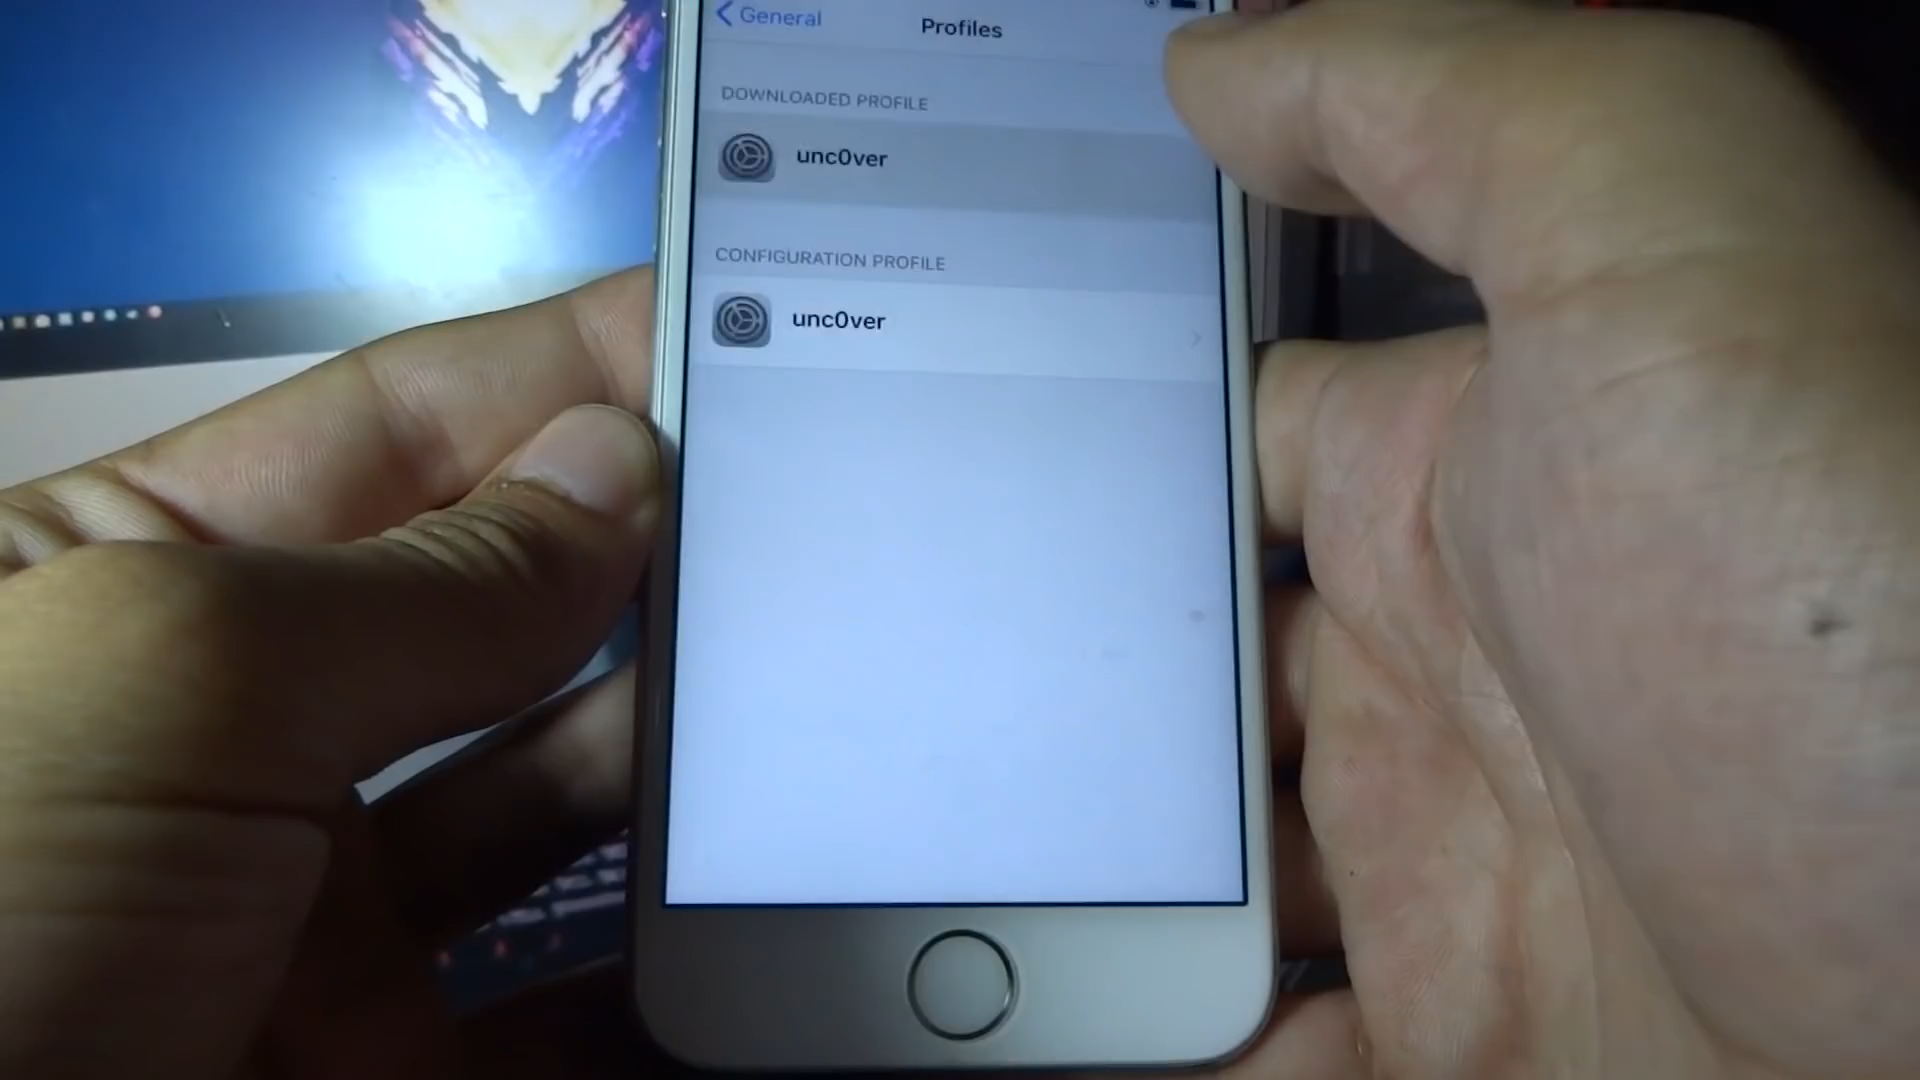 General
Profiles
DOWNLOADED PROFILE
unc0ver
CONFIGURATION PROFILE
unc0ver